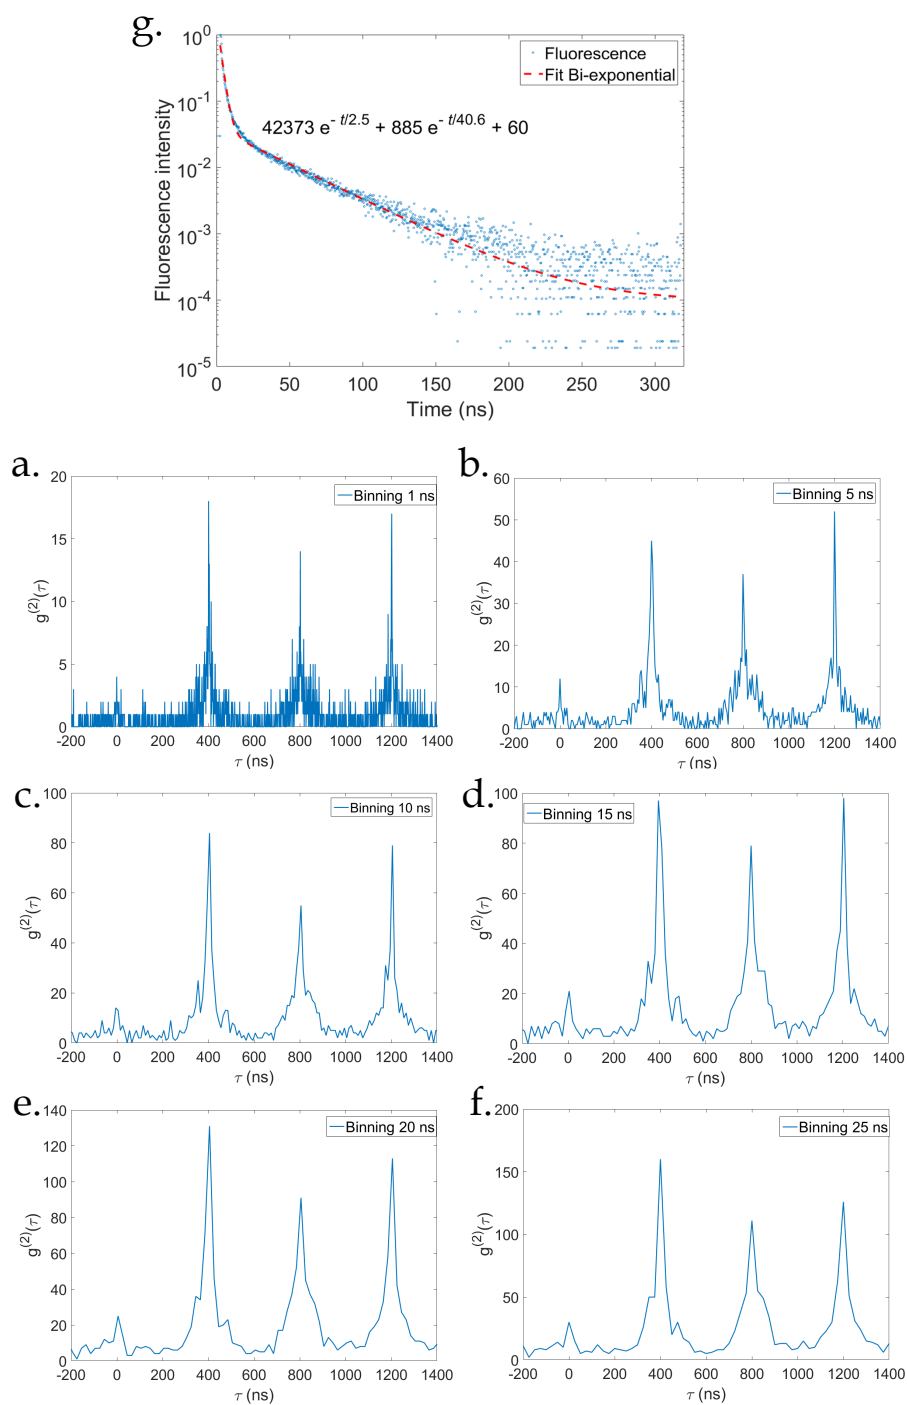 g.
10^0
10^-1
10^-2
10^-3
10^-4
10^-5
Fluorescence intensity
Fluorescence
Fit Bi-exponential
42373 e^- t/2.5 + 885 e^- t/40.6 + 60
0 50 100 150 200 250 300
Time (ns)
a.
20
15
10
5
0
g^(2)(τ)
Binning 1 ns
-200 0 200 400 600 800 1000 1200 1400
τ (ns)
b.
60
50
40
30
20
10
0
g^(2)(τ)
Binning 5 ns
-200 0 200 400 600 800 1000 1200 1400
τ (ns)
c.
100
80
60
40
20
0
g^(2)(τ)
Binning 10 ns
-200 0 200 400 600 800 1000 1200 1400
τ (ns)
d.
100
80
60
40
20
0
g^(2)(τ)
Binning 15 ns
-200 0 200 400 600 800 1000 1200 1400
τ (ns)
e.
140
120
100
80
60
40
20
0
g^(2)(τ)
Binning 20 ns
-200 0 200 400 600 800 1000 1200 1400
τ (ns)
f.
200
150
100
50
0
g^(2)(τ)
Binning 25 ns
-200 0 200 400 600 800 1000 1200 1400
τ (ns)